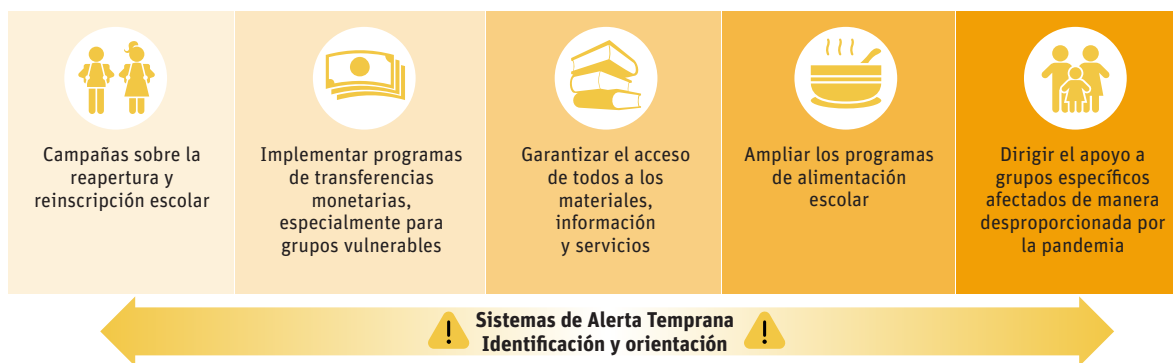 Campañas sobre la
reapertura y
reinscripción escolar
Implementar programas
de transferencias
monetarias,
especialmente para
grupos vulnerables
Garantizar el acceso
de todos a los
materiales,
información
y servicios
Ampliar los programas
de alimentación
escolar
Dirigir el apoyo a
grupos específicos
afectados de manera
desproporcionada por
la pandemia
Sistemas de Alerta Temprana
Identificación y orientación